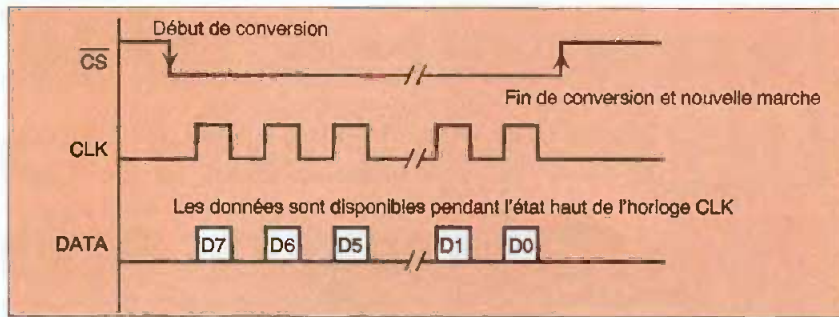 Début de conversion
CS
Fin de conversion et nouvelle marche
CLK
Les données sont disponibles pendant l'état haut de l'horloge CLK
DATA
D7 D6 D5 D1 D0